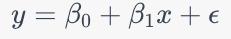 y = β₀ + β₁x + ϵ